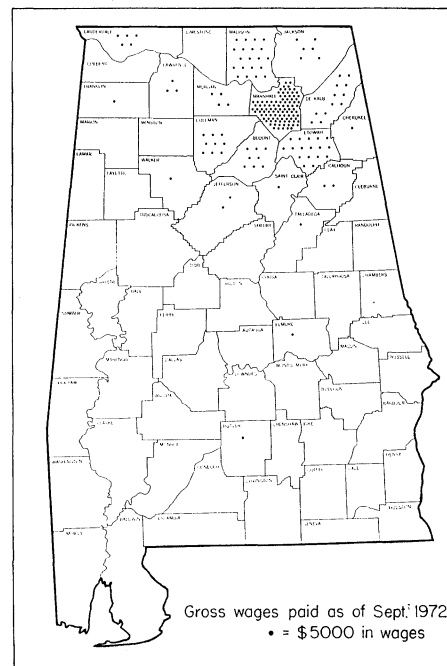 LAUDERDALE
LIMESTONE
MADISON
JACKSON
COLBERT
LAWRENCE
FRANKLIN
MORGAN
MARSHALL
DE KALB
MARION
WINSTON
CULLMAN
BLOUNT
ETOWAH
CHEROKEE
LAMAR
FAYETTE
WALKER
JEFFERSON
SAINT CLAIR
CALHOUN
CLEBURNE
PICKENS
TUSCALOOSA
SHELBY
TALLADEGA
CLAY
RANDOLPH
BIBB
GREENE
HALE
CHILTON
COOSA
TALLAPOOSA
CHAMBERS
SUMTER
PERRY
AUTAUGA
ELMORE
LEE
MACON
RUSSELL
MARENGO
DALLAS
LOWNDES
MONTGOMERY
BULLOCK
CHOCTAW
WILCOX
BARBOUR
CLARKE
MONROE
BUTLER
CRENSHAW
PIKE
WASHINGTON
CONECUH
COVINGTON
COFFEE
DALE
HENRY
HOUSTON
MOBILE
BALDWIN
ESCAMBIA
GENEVA
Gross wages paid as of Sept. 1972
• = $5000 in wages